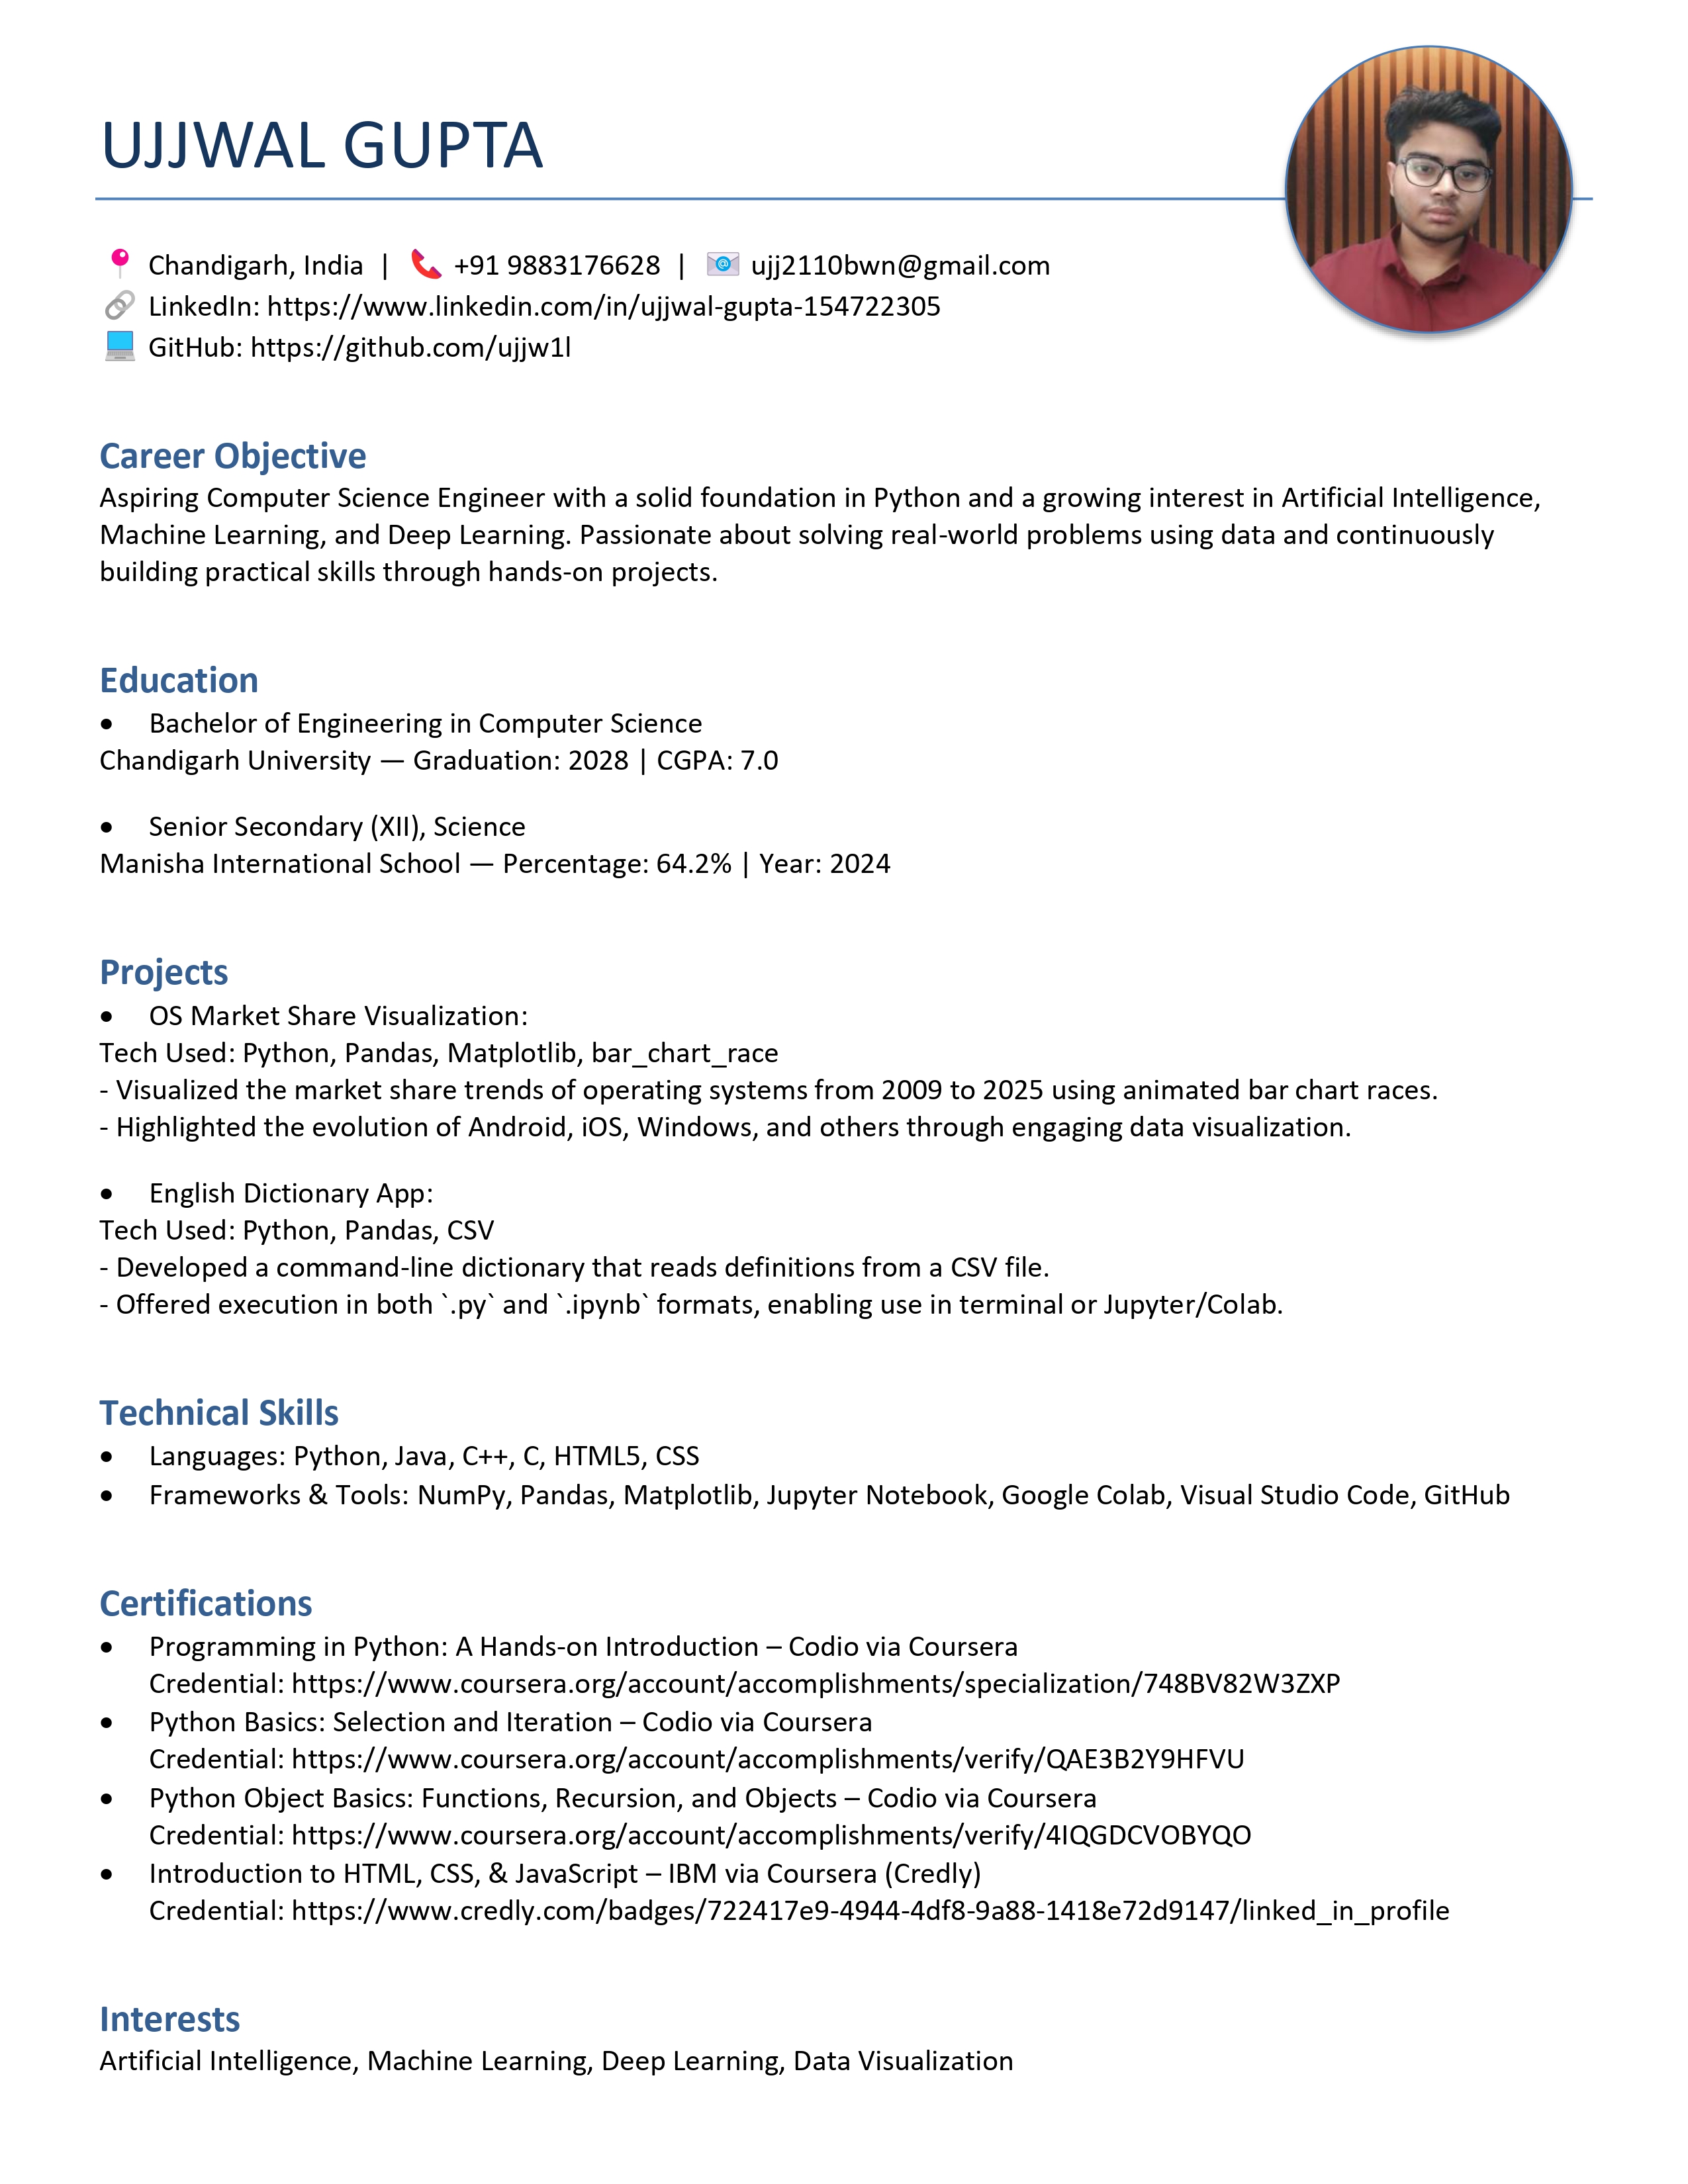 UJJWAL GUPTA
Chandigarh, India | +91 9883176628 | ujj2110bwn@gmail.com
LinkedIn: https://www.linkedin.com/in/ujjwal-gupta-154722305
GitHub: https://github.com/ujjw1l
Career Objective
Aspiring Computer Science Engineer with a solid foundation in Python and a growing interest in Artificial Intelligence,
Machine Learning, and Deep Learning. Passionate about solving real-world problems using data and continuously
building practical skills through hands-on projects.
Education
• Bachelor of Engineering in Computer Science
Chandigarh University — Graduation: 2028 | CGPA: 7.0
• Senior Secondary (XII), Science
Manisha International School — Percentage: 64.2% | Year: 2024
Projects
• OS Market Share Visualization:
Tech Used: Python, Pandas, Matplotlib, bar_chart_race
- Visualized the market share trends of operating systems from 2009 to 2025 using animated bar chart races.
- Highlighted the evolution of Android, iOS, Windows, and others through engaging data visualization.
• English Dictionary App:
Tech Used: Python, Pandas, CSV
- Developed a command-line dictionary that reads definitions from a CSV file.
- Offered execution in both `.py` and `.ipynb` formats, enabling use in terminal or Jupyter/Colab.
Technical Skills
• Languages: Python, Java, C++, C, HTML5, CSS
• Frameworks & Tools: NumPy, Pandas, Matplotlib, Jupyter Notebook, Google Colab, Visual Studio Code, GitHub
Certifications
• Programming in Python: A Hands-on Introduction – Codio via Coursera
Credential: https://www.coursera.org/account/accomplishments/specialization/748BV82W3ZXP
• Python Basics: Selection and Iteration – Codio via Coursera
Credential: https://www.coursera.org/account/accomplishments/verify/QAE3B2Y9HFVU
• Python Object Basics: Functions, Recursion, and Objects – Codio via Coursera
Credential: https://www.coursera.org/account/accomplishments/verify/4IQGDCVOBYQO
• Introduction to HTML, CSS, & JavaScript – IBM via Coursera (Credly)
Credential: https://www.credly.com/badges/722417e9-4944-4df8-9a88-1418e72d9147/linked_in_profile
Interests
Artificial Intelligence, Machine Learning, Deep Learning, Data Visualization